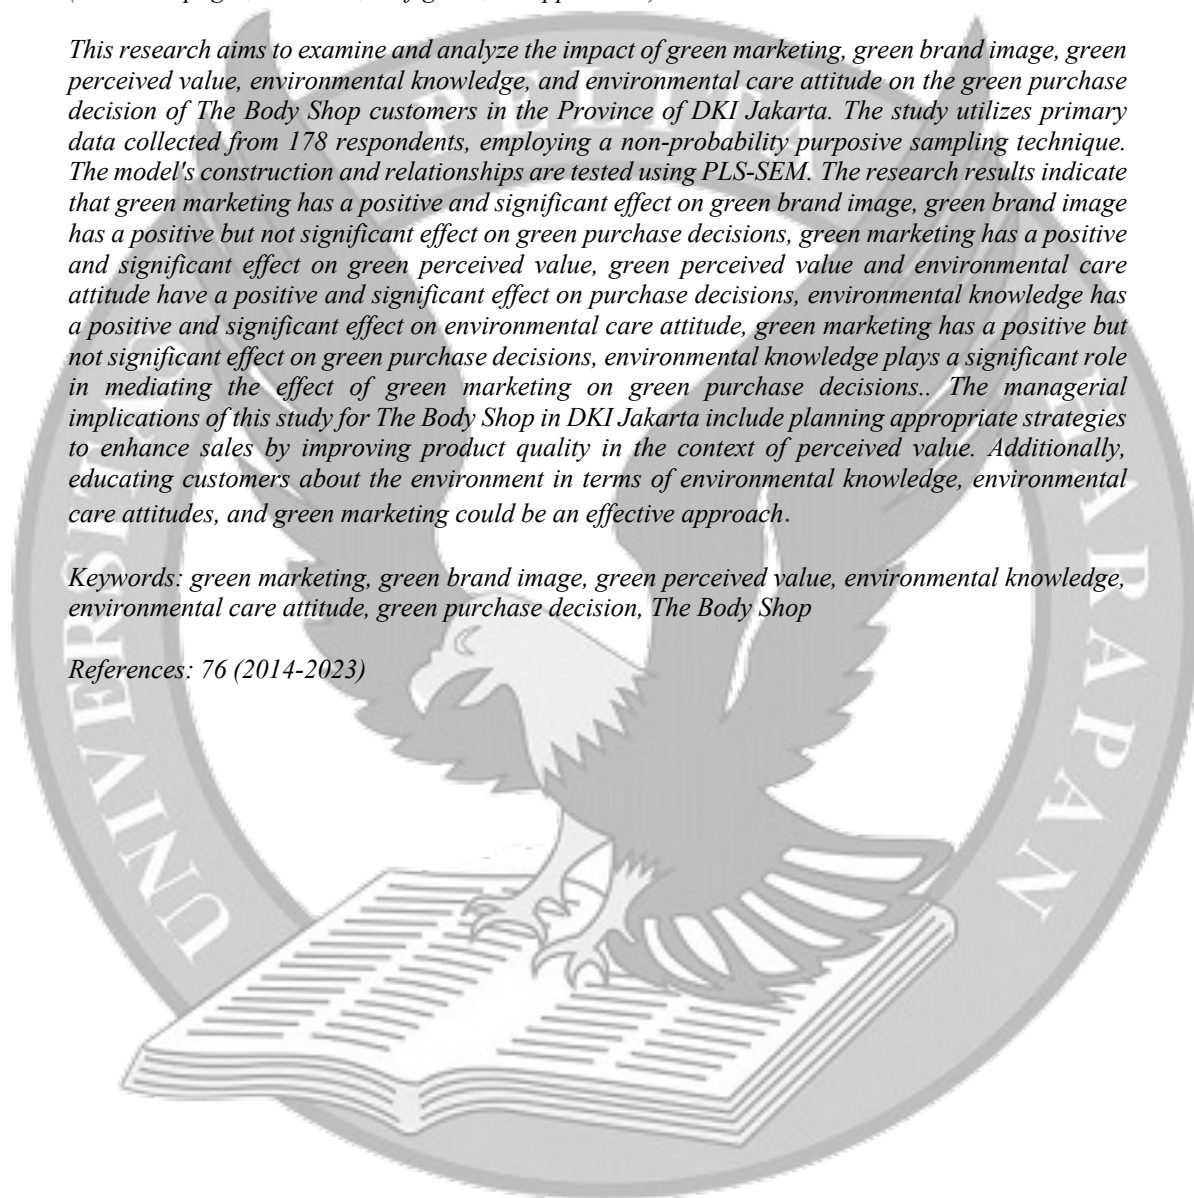 This research aims to examine and analyze the impact of green marketing, green brand image, green
perceived value, environmental knowledge, and environmental care attitude on the green purchase
decision of The Body Shop customers in the Province of DKI Jakarta. The study utilizes primary
data collected from 178 respondents, employing a non-probability purposive sampling technique.
The model's construction and relationships are tested using PLS-SEM. The research results indicate
that green marketing has a positive and significant effect on green brand image, green brand image
has a positive but not significant effect on green purchase decisions, green marketing has a positive
and significant effect on green perceived value, green perceived value and environmental care
attitude have a positive and significant effect on purchase decisions, environmental knowledge has
a positive and significant effect on environmental care attitude, green marketing has a positive but
not significant effect on green purchase decisions, environmental knowledge plays a significant role
in mediating the effect of green marketing on green purchase decisions.. The managerial
implications of this study for The Body Shop in DKI Jakarta include planning appropriate strategies
to enhance sales by improving product quality in the context of perceived value. Additionally,
educating customers about the environment in terms of environmental knowledge, environmental
care attitudes, and green marketing could be an effective approach.
Keywords: green marketing, green brand image, green perceived value, environmental knowledge,
environmental care attitude, green purchase decision, The Body Shop
References: 76 (2014-2023)
UNIVERSITAS
PELITA
HARAPAN